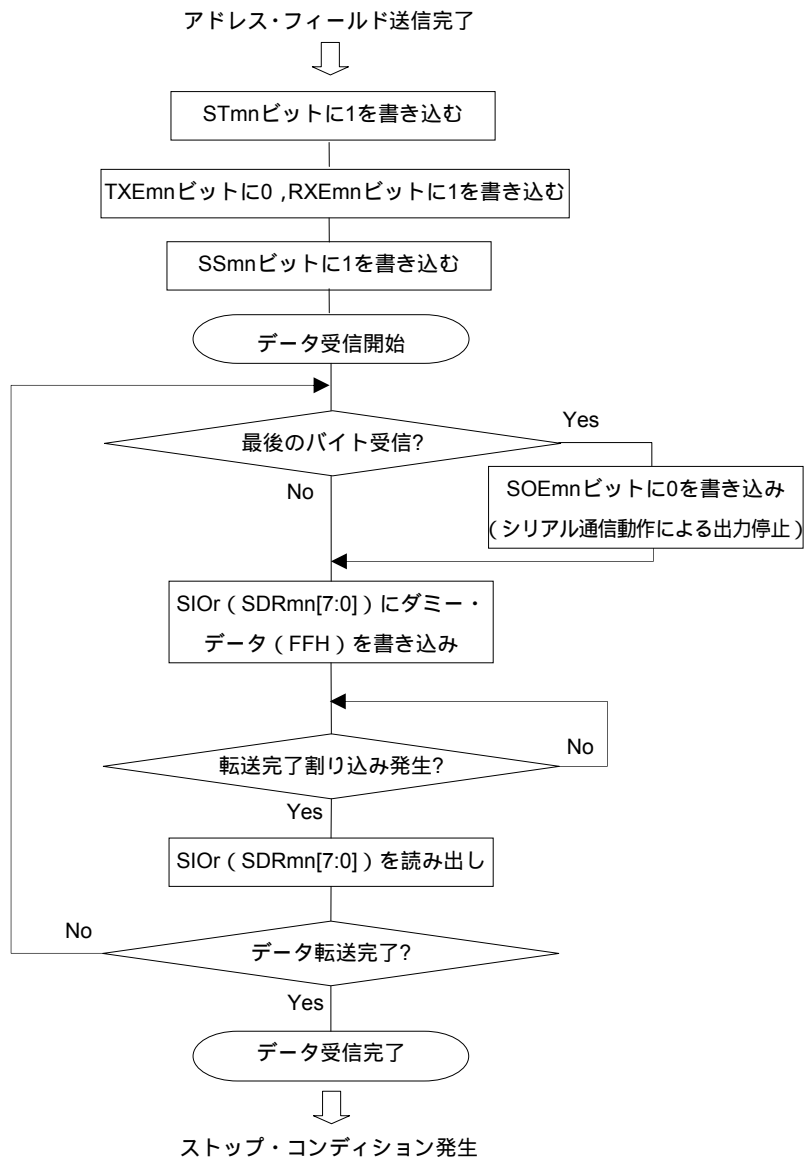 アドレス・フィールド送信完了
STmnビットに1を書き込む
TXEmnビットに0 ,RXEmnビットに1を書き込む
SSmnビットに1を書き込む
データ受信開始
最後のバイト受信?
Yes
No
SOEmnビットに0を書き込み
(シリアル通信動作による出力停止)
SIOr(SDRmn[7:0])にダミー・
データ(FFH)を書き込み
転送完了割り込み発生?
No
Yes
SIOr(SDRmn[7:0])を読み出し
データ転送完了?
No
Yes
データ受信完了
ストップ・コンディション発生